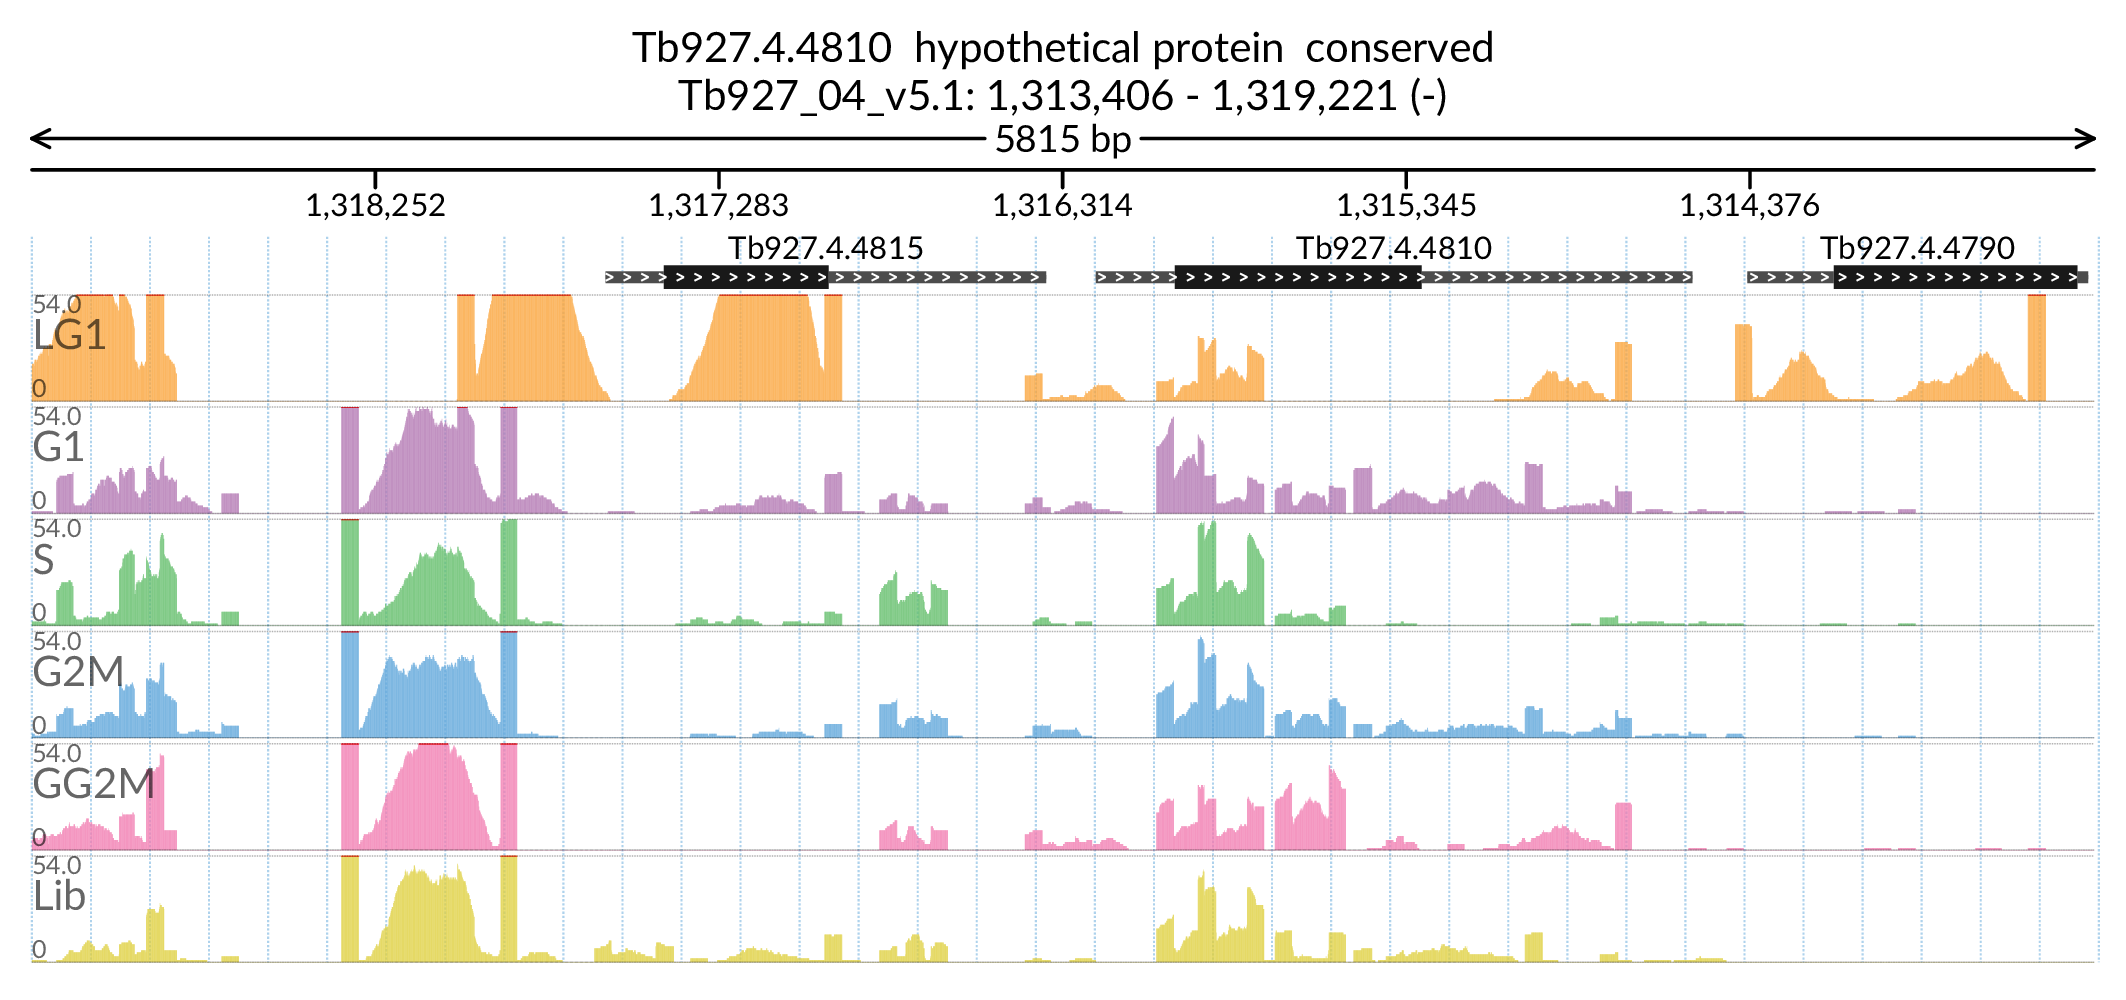 Tb927.4.4810 hypothetical protein conserved
Tb927_04_v5.1: 1,313,406 - 1,319,221 (-)
5815 bp
1,318,252 1,317,283 1,316,314 1,315,345 1,314,376
Tb927.4.4815 Tb927.4.4810 Tb927.4.4790
54.0
LG1
0
54.0
G1
0
54.0
S
0
54.0
G2M
0
54.0
GG2M
0
54.0
Lib
0